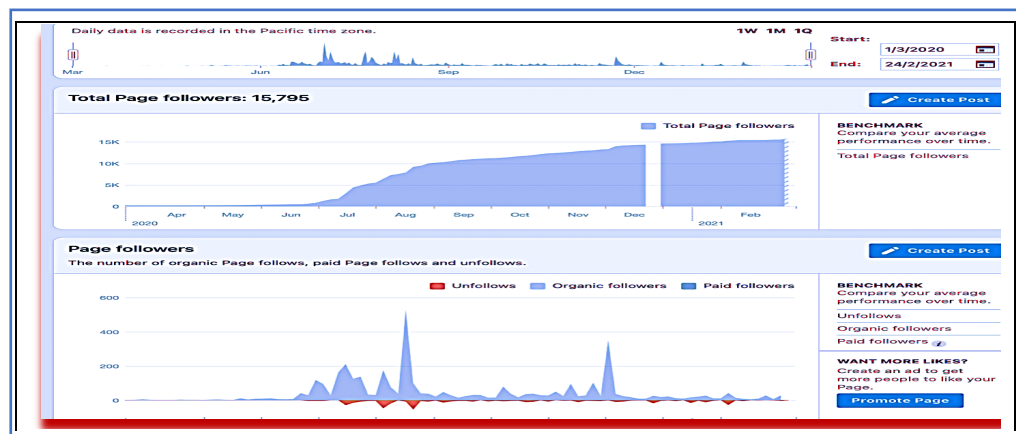 Daily data is recorded in the Pacific time zone.
1W 1M 1Q
Start:
1/3/2020
End:
24/2/2021
Mar Jun Sep Dec
Total Page followers: 15,795
Create Post
Total Page followers
BENCHMARK
Compare your average
performance over time.
Total Page followers
15K
10K
5K
0
Apr May Jun Jul Aug Sep Oct Nov Dec Feb
2020 2021
Page followers
The number of organic Page follows, paid Page follows and unfollows.
Create Post
Unfollows Organic followers Paid followers
BENCHMARK
Compare your average
performance over time.
Unfollows
Organic followers
Paid followers i
600
400
200
0
WANT MORE LIKES?
Create an ad to get
more people to like your
Page.
Promote Page